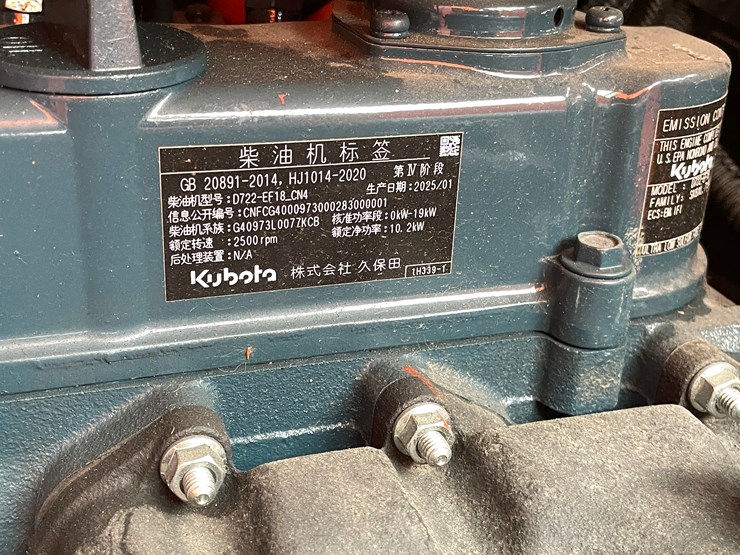 柴油机标签
GB 20891-2014, HJ1014-2020 第Ⅳ阶段
柴油机型号：D722-EF18_CN4 生产日期：2025/01
信息公开编号：CNFCG4000973000283000001
柴油机系族：G40973L0077KCB 核准功率段：0kW-19kW
额定转速：2500rpm 额定净功率：10.2kW
后处理装置：N/A
Kubota 株式会社 久保田
1H339-1
EMISSION
THIS ENGINE
U.S. EPA NONROAD
Kubota
MODEL:
FAMILY:
ECS:EM, IFI